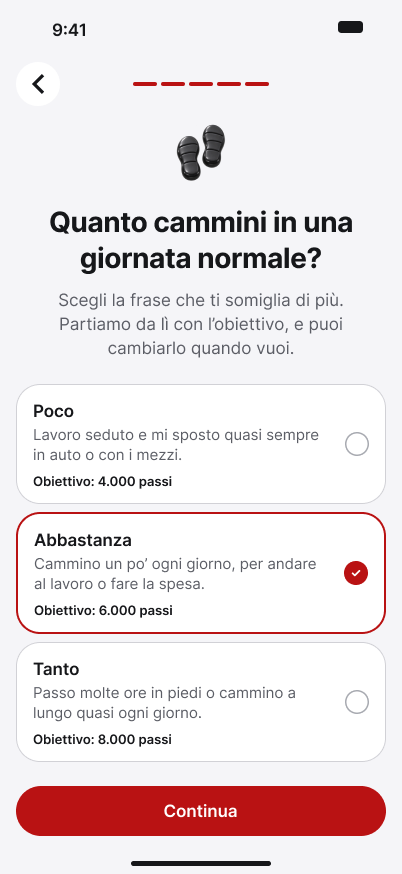 9:41
Quanto cammini in una
giornata normale?
Scegli la frase che ti somiglia di più.
Partiamo da lì con l’obiettivo, e puoi
cambiarlo quando vuoi.
Poco
Lavoro seduto e mi sposto quasi sempre
in auto o con i mezzi.
Obiettivo: 4.000 passi
Abbastanza
Cammino un po’ ogni giorno, per andare
al lavoro o fare la spesa.
Obiettivo: 6.000 passi
Tanto
Passo molte ore in piedi o cammino a
lungo quasi ogni giorno.
Obiettivo: 8.000 passi
Continua